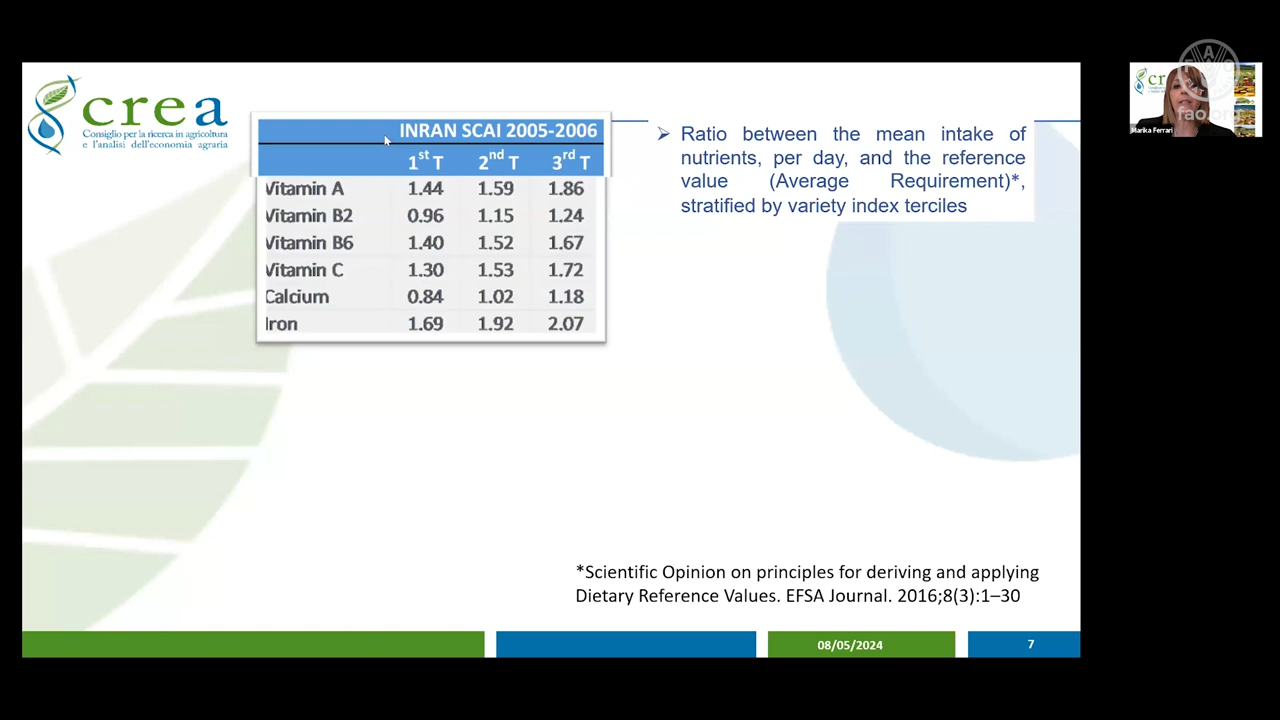 crea
Consiglio per la ricerca in agricoltura
e l'analisi dell'economia agraria
INRAN SCAI 2005-2006
1st T 2nd T 3rd T
Vitamin A 1.44 1.59 1.86
Vitamin B2 0.96 1.15 1.24
Vitamin B6 1.40 1.52 1.67
Vitamin C 1.30 1.53 1.72
Calcium 0.84 1.02 1.18
Iron 1.69 1.92 2.07
➢ Ratio between the mean intake of
nutrients, per day, and the reference
value (Average Requirement)*,
stratified by variety index terciles
*Scientific Opinion on principles for deriving and applying
Dietary Reference Values. EFSA Journal. 2016;8(3):1–30
08/05/2024
7
fao.org
Marika Ferrari